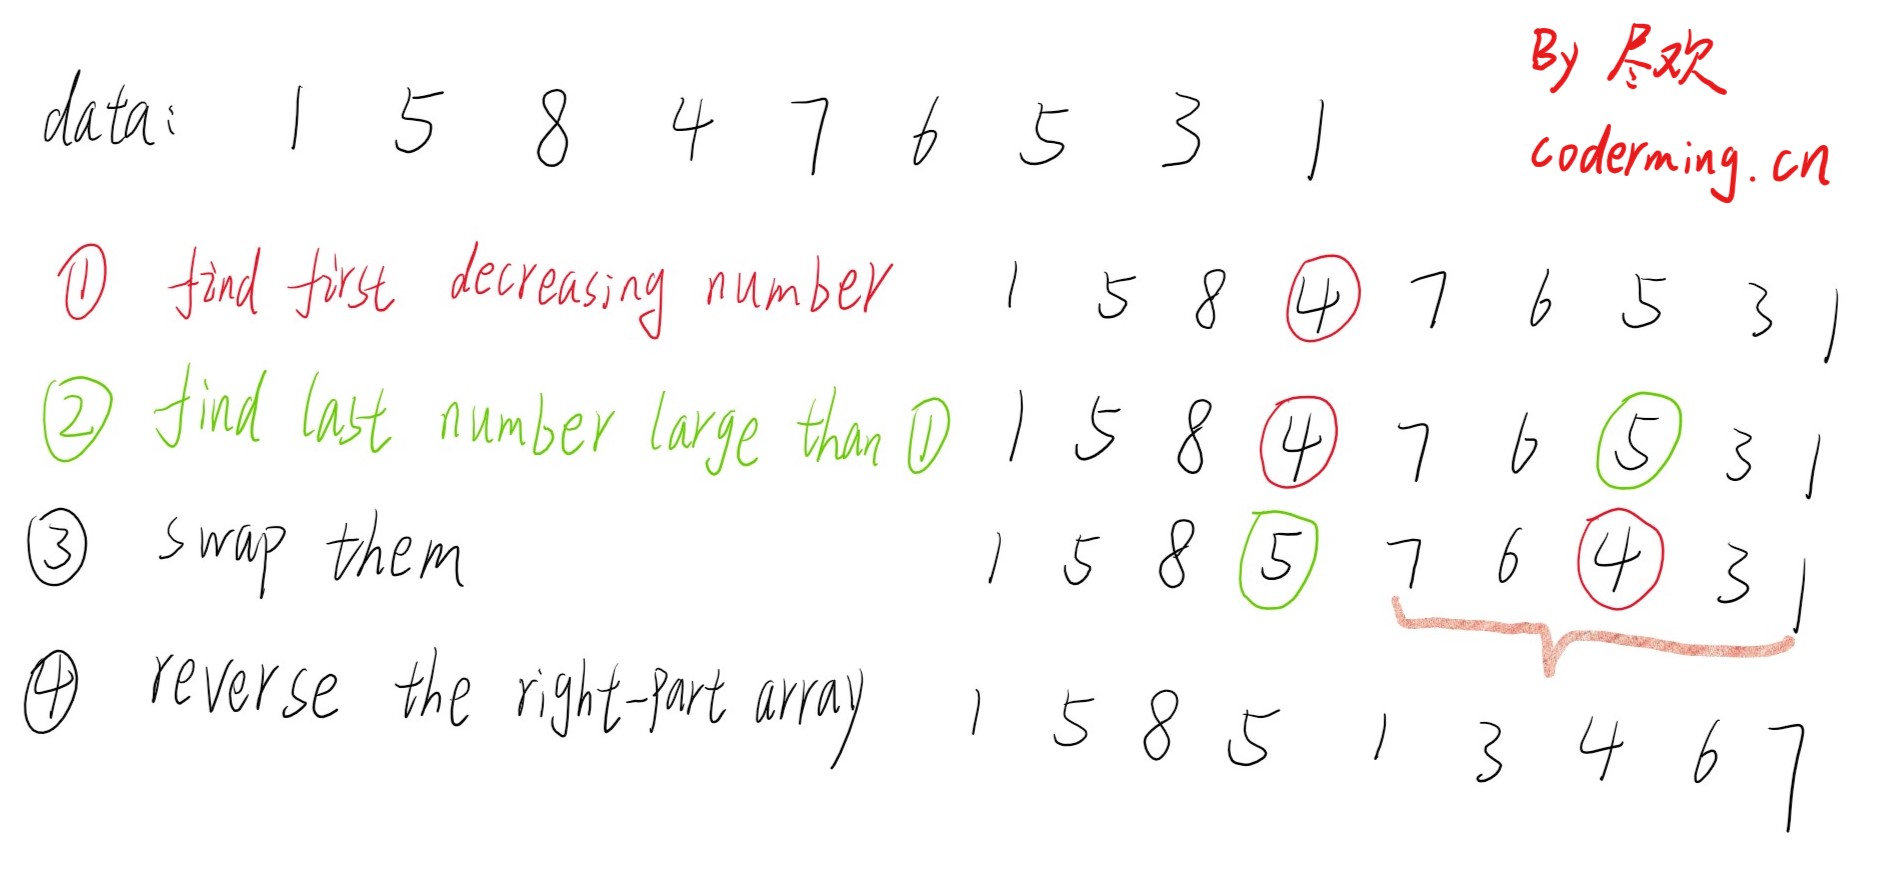 data: 1 5 8 4 7 6 5 3 1
By 尽欢
coderming.cn
① find first decreasing number 1 5 8 4 7 6 5 3 1
② find last number large than ① 1 5 8 4 7 6 5 3 1
③ swap them 1 5 8 5 7 6 4 3 1
④ reverse the right-part array 1 5 8 5 1 3 4 6 7